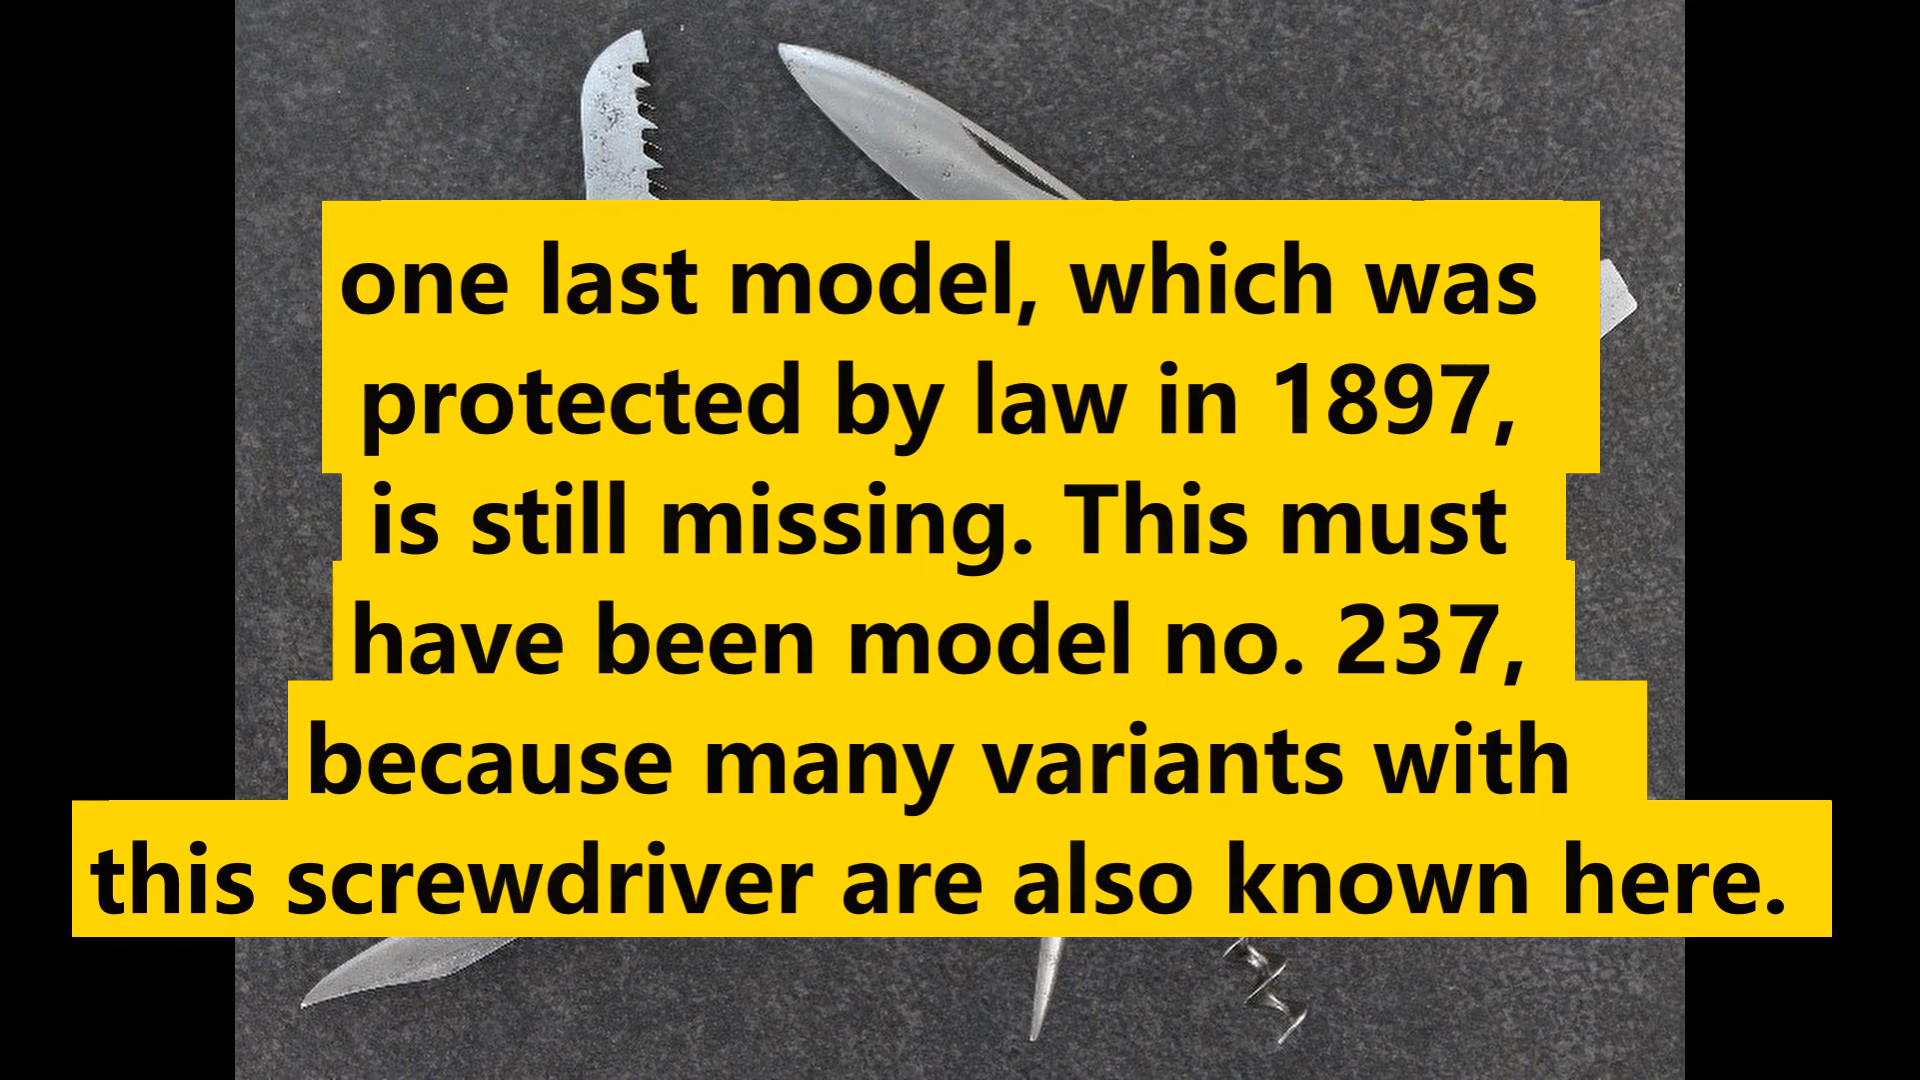 one last model, which was
protected by law in 1897,
is still missing. This must
have been model no. 237,
because many variants with
this screwdriver are also known here.